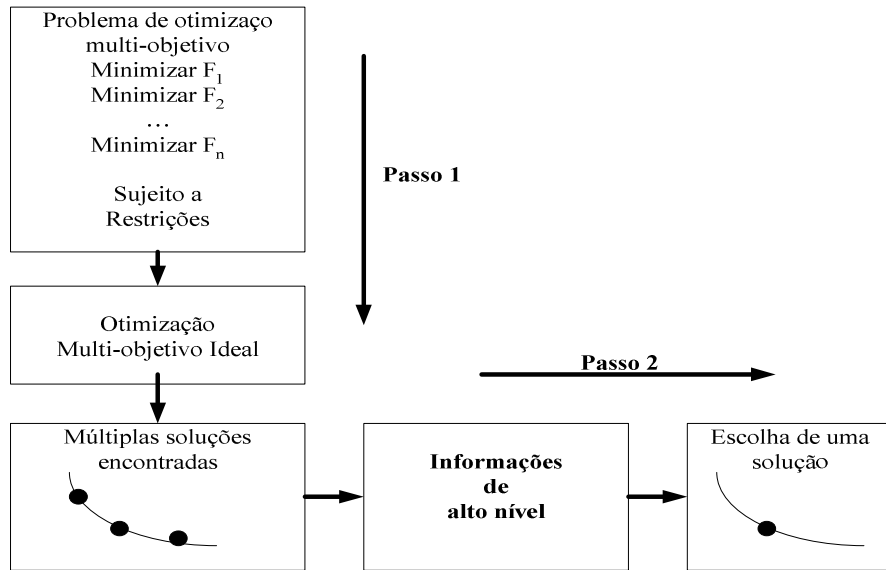 Problema de otimizaço
multi-objetivo
Minimizar F₁
Minimizar F₂
...
Minimizar Fₙ
Sujeito a
Restrições
Passo 1
Otimização
Multi-objetivo Ideal
Passo 2
Múltiplas soluções
encontradas
Informações
de
alto nível
Escolha de uma
solução